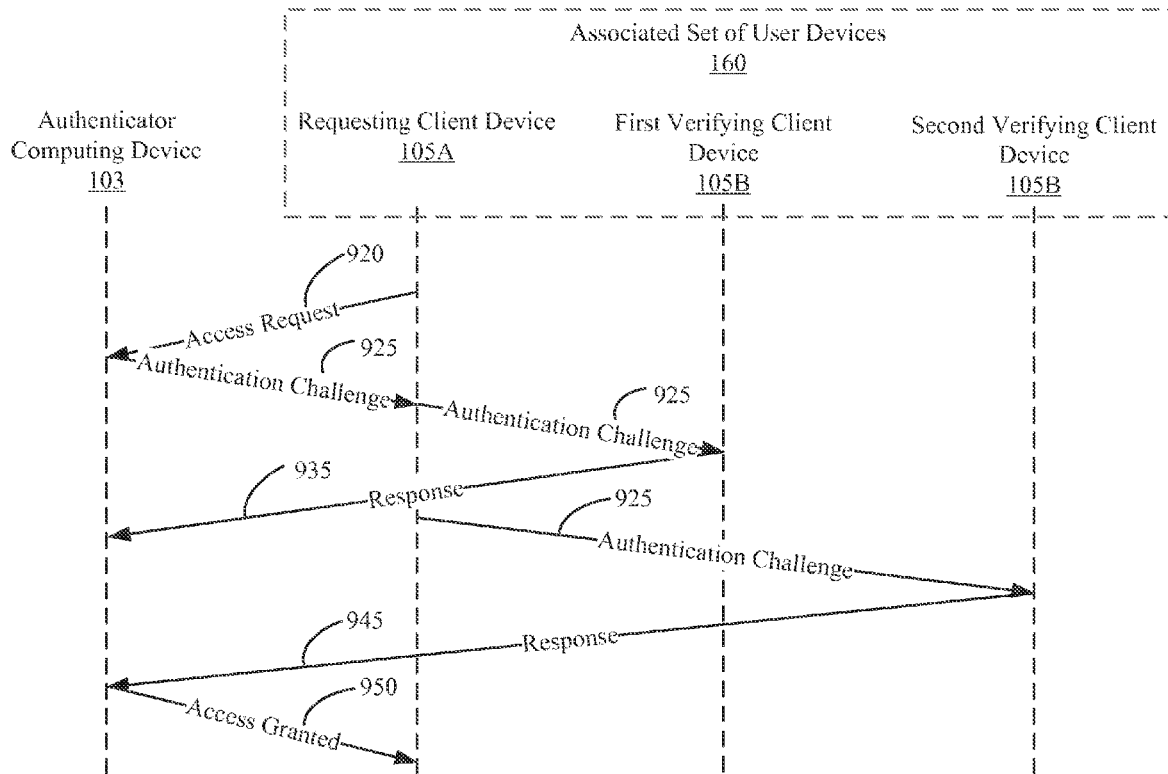 Associated Set of User Devices
160
Authenticator
Computing Device
103
Requesting Client Device
105A
First Verifying Client
Device
105B
Second Verifying Client
Device
105B
920
Access Request
925
Authentication Challenge
925
Authentication Challenge
935
Response
925
Authentication Challenge
945
Response
950
Access Granted